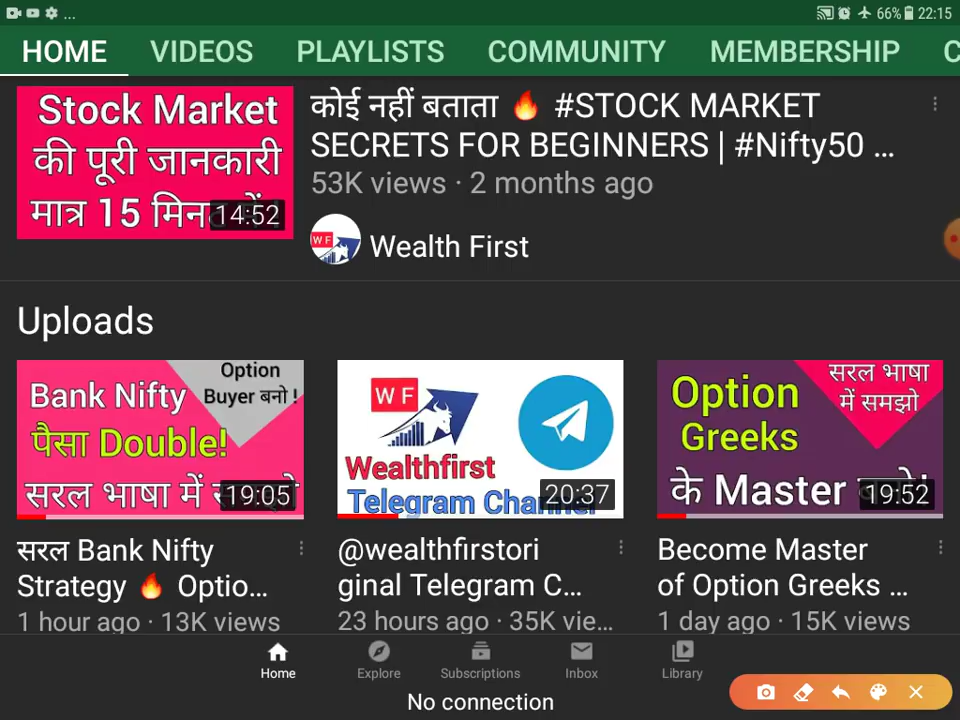 ... 66% 22:15
HOME VIDEOS PLAYLISTS COMMUNITY MEMBERSHIP C
Stock Market
की पूरी जानकारी
मात्र 15
14:52
कोई नहीं बताता 🔥 #STOCK MARKET
SECRETS FOR BEGINNERS | #Nifty50 ...
53K views · 2 months ago
W F
Wealth First
Uploads
Bank Nifty
Option
Buyer बनो !
पैसा Double!
सरल भाषा में
19:05
सरल Bank Nifty
Strategy 🔥 Optio...
1 hour ago · 13K views
W F
Wealthfirst
Telegram Channel
20:37
@wealthfirstori
ginal Telegram C...
23 hours ago · 35K vie...
Option
Greeks
सरल भाषा
में समझो
के Master
19:52
Become Master
of Option Greeks ...
1 day ago · 15K views
Home Explore Subscriptions Inbox Library
No connection